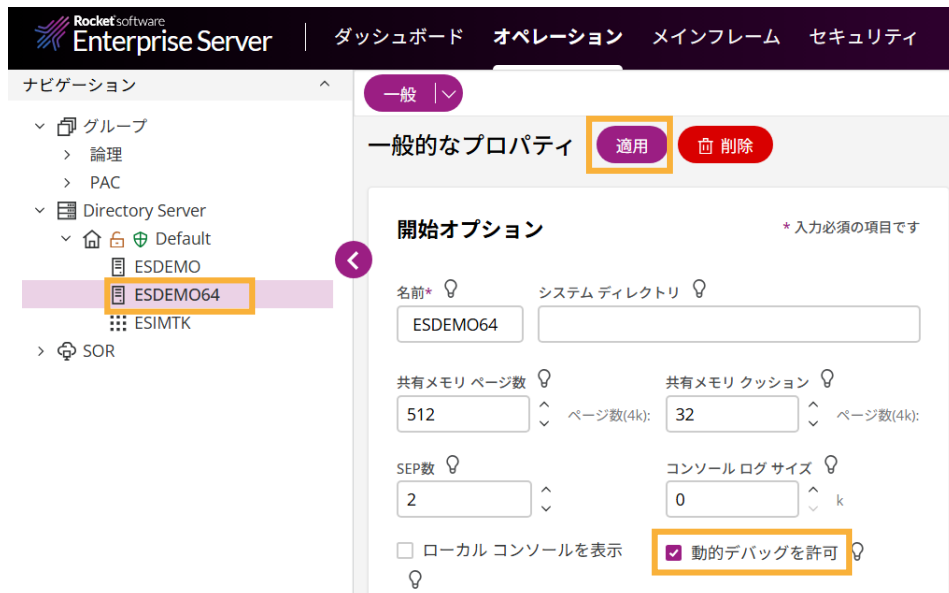 Rocket software
Enterprise Server
ダッシュボード オペレーション メインフレーム セキュリティ
ナビゲーション
一般
グループ
論理
PAC
Directory Server
Default
ESDEMO
ESDEMO64
ESIMTK
SOR
一般的なプロパティ 適用 削除
開始オプション
* 入力必須の項目です
名前* システム ディレクトリ
ESDEMO64
共有メモリ ページ数 共有メモリ クッション
512 ページ数(4k): 32 ページ数(4k):
SEP数 コンソール ログ サイズ
2 0 k
ローカル コンソールを表示 動的デバッグを許可